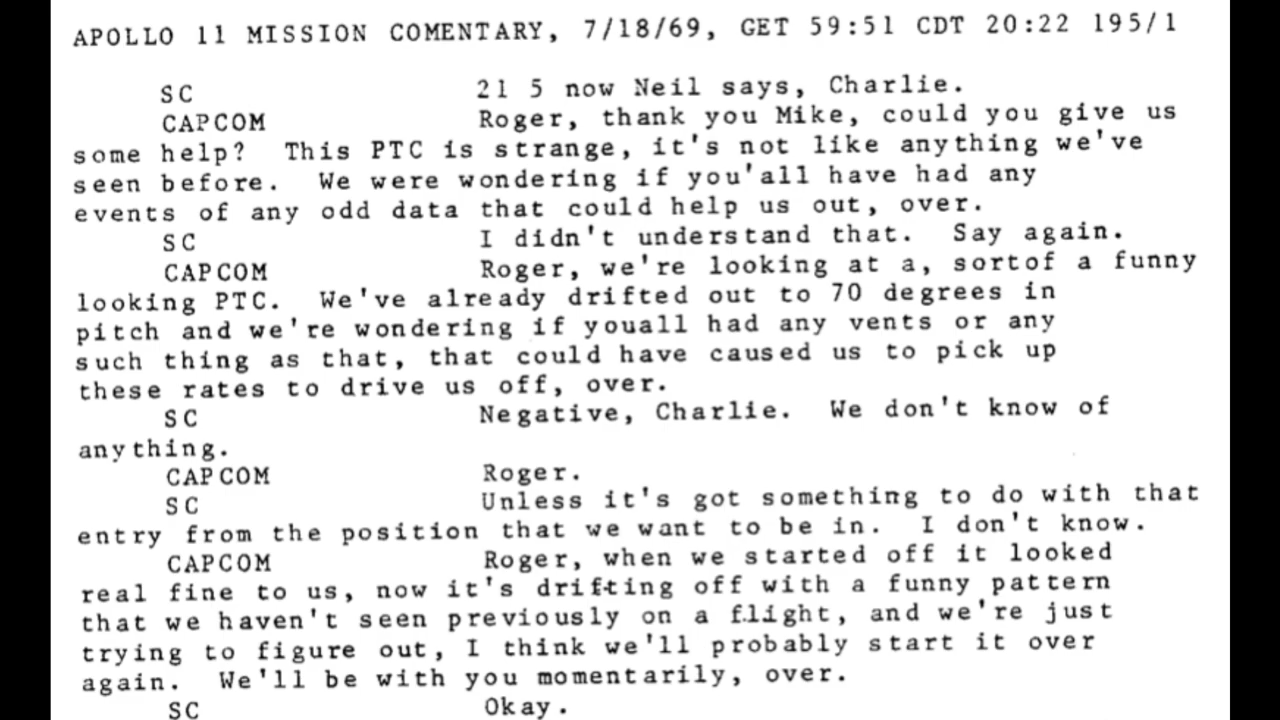 APOLLO 11 MISSION COMENTARY, 7/18/69, GET 59:51 CDT 20:22 195/1
SC 21 5 now Neil says, Charlie.
CAPCOM Roger, thank you Mike, could you give us
some help? This PTC is strange, it's not like anything we've
seen before. We were wondering if you'all have had any
events of any odd data that could help us out, over.
SC I didn't understand that. Say again.
CAPCOM Roger, we're looking at a, sortof a funny
looking PTC. We've already drifted out to 70 degrees in
pitch and we're wondering if youall had any vents or any
such thing as that, that could have caused us to pick up
these rates to drive us off, over.
SC Negative, Charlie. We don't know of
anything.
CAPCOM Roger.
SC Unless it's got something to do with that
entry from the position that we want to be in. I don't know.
CAPCOM Roger, when we started off it looked
real fine to us, now it's drifting off with a funny pattern
that we haven't seen previously on a flight, and we're just
trying to figure out, I think we'll probably start it over
again. We'll be with you momentarily, over.
SC Okay.